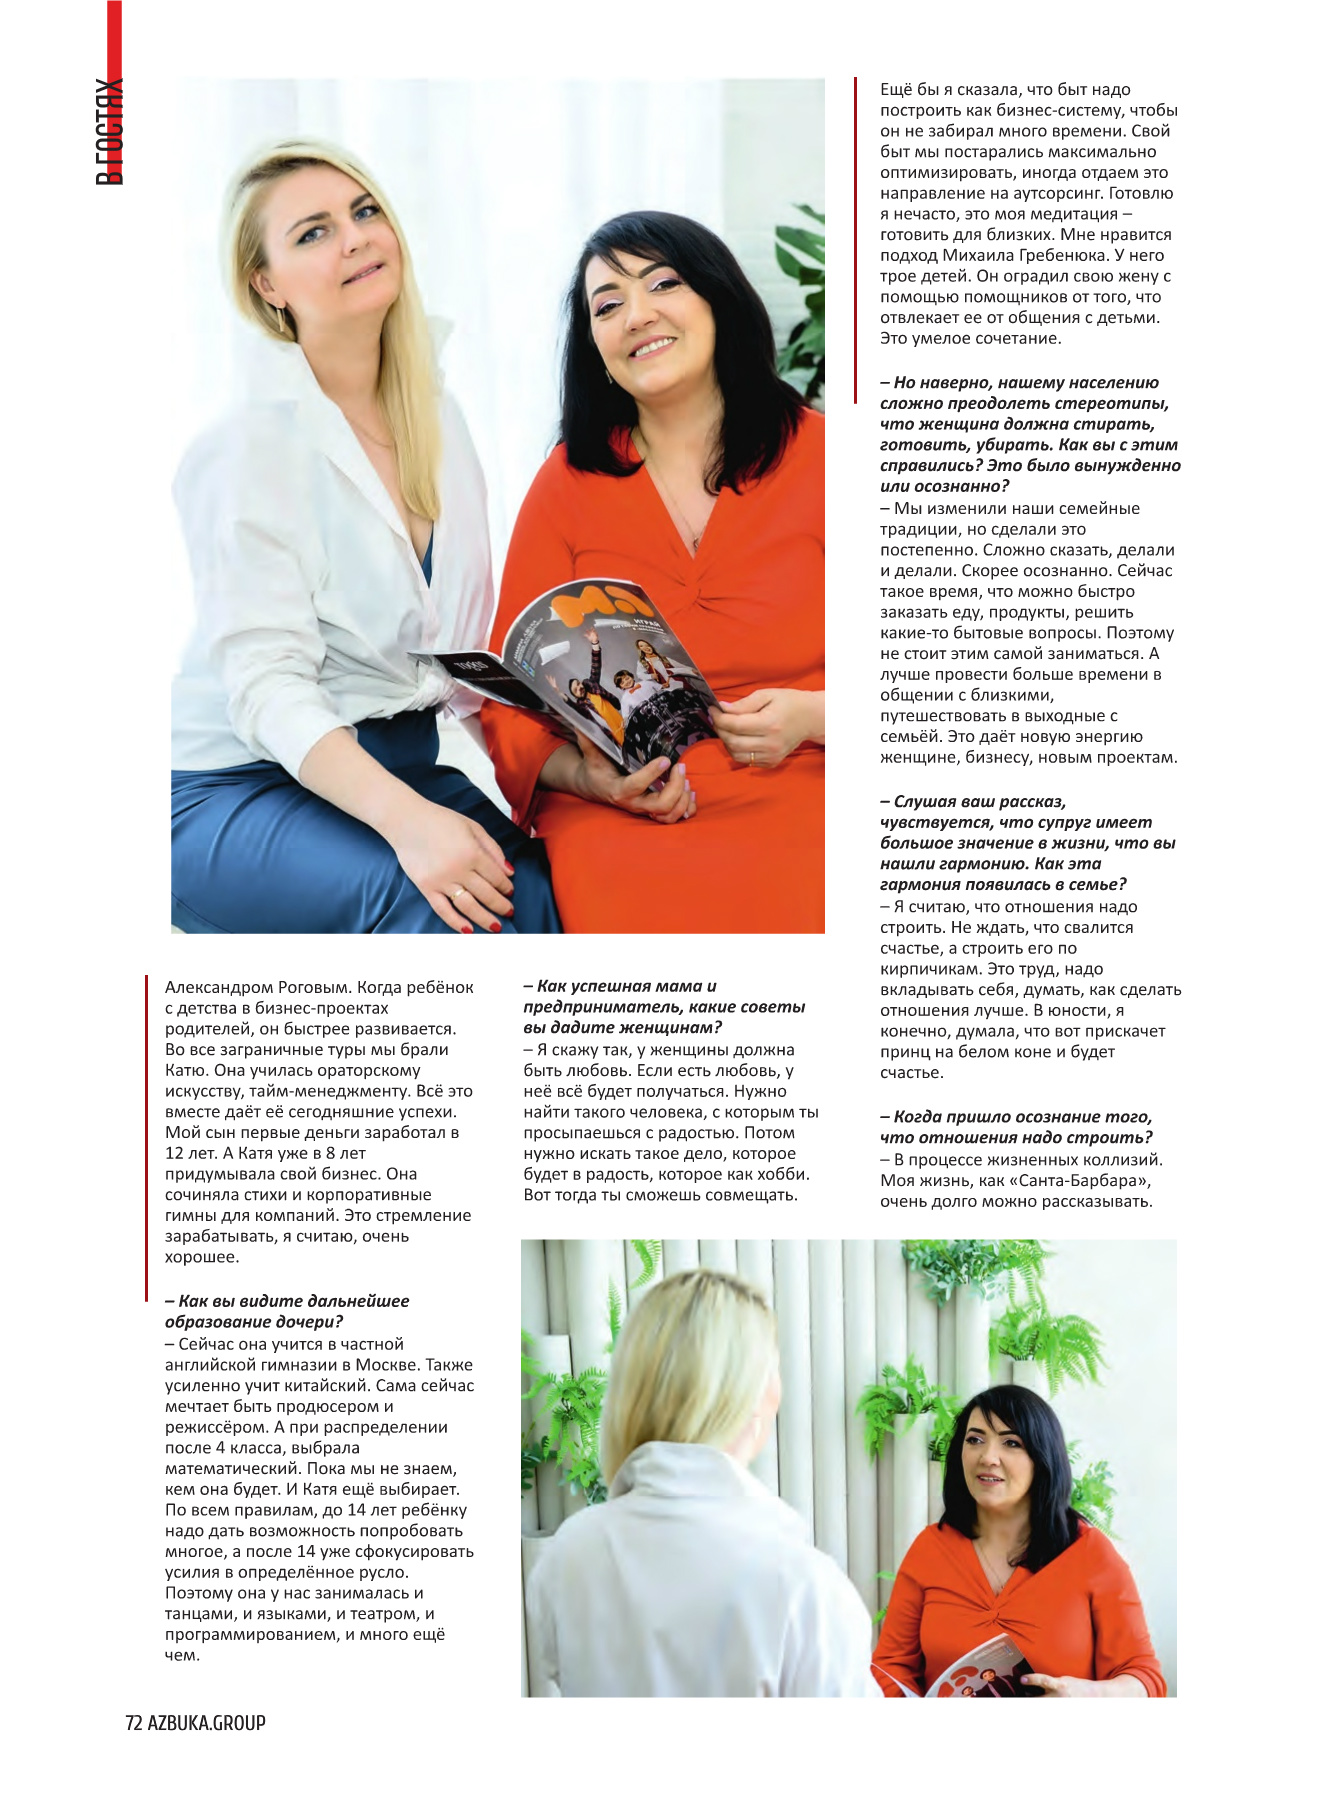 В ГОСТЯХ
МЭ
ИГРАЙ
Александром Роговым. Когда ребёнок
с детства в бизнес-проектах
родителей, он быстрее развивается.
Во все заграничные туры мы брали
Катю. Она училась ораторскому
искусству, тайм-менеджменту. Всё это
вместе даёт её сегодняшние успехи.
Мой сын первые деньги заработал в
12 лет. А Катя уже в 8 лет
придумывала свой бизнес. Она
сочиняла стихи и корпоративные
гимны для компаний. Это стремление
зарабатывать, я считаю, очень
хорошее.
– Как вы видите дальнейшее
образование дочери?
– Сейчас она учится в частной
английской гимназии в Москве. Также
усиленно учит китайский. Сама сейчас
мечтает быть продюсером и
режиссёром. А при распределении
после 4 класса, выбрала
математический. Пока мы не знаем,
кем она будет. И Катя ещё выбирает.
По всем правилам, до 14 лет ребёнку
надо дать возможность попробовать
многое, а после 14 уже сфокусировать
усилия в определённое русло.
Поэтому она у нас занималась и
танцами, и языками, и театром, и
программированием, и много ещё
чем.
– Как успешная мама и
предприниматель, какие советы
вы дадите женщинам?
– Я скажу так, у женщины должна
быть любовь. Если есть любовь, у
неё всё будет получаться. Нужно
найти такого человека, с которым ты
просыпаешься с радостью. Потом
нужно искать такое дело, которое
будет в радость, которое как хобби.
Вот тогда ты сможешь совмещать.
Ещё бы я сказала, что быт надо
построить как бизнес-систему, чтобы
он не забирал много времени. Свой
быт мы постарались максимально
оптимизировать, иногда отдаем это
направление на аутсорсинг. Готовлю
я нечасто, это моя медитация –
готовить для близких. Мне нравится
подход Михаила Гребенюка. У него
трое детей. Он оградил свою жену с
помощью помощников от того, что
отвлекает ее от общения с детьми.
Это умелое сочетание.
– Но наверно, нашему населению
сложно преодолеть стереотипы,
что женщина должна стирать,
готовить, убирать. Как вы с этим
справились? Это было вынужденно
или осознанно?
– Мы изменили наши семейные
традиции, но сделали это
постепенно. Сложно сказать, делали
и делали. Скорее осознанно. Сейчас
такое время, что можно быстро
заказать еду, продукты, решить
какие-то бытовые вопросы. Поэтому
не стоит этим самой заниматься. А
лучше провести больше времени в
общении с близкими,
путешествовать в выходные с
семьёй. Это даёт новую энергию
женщине, бизнесу, новым проектам.
– Слушая ваш рассказ,
чувствуется, что супруг имеет
большое значение в жизни, что вы
нашли гармонию. Как эта
гармония появилась в семье?
– Я считаю, что отношения надо
строить. Не ждать, что свалится
счастье, а строить его по
кирпичикам. Это труд, надо
вкладывать себя, думать, как сделать
отношения лучше. В юности, я
конечно, думала, что вот прискачет
принц на белом коне и будет
счастье.
– Когда пришло осознание того,
что отношения надо строить?
– В процессе жизненных коллизий.
Моя жизнь, как «Санта-Барбара»,
очень долго можно рассказывать.
72 AZBUKA.GROUP